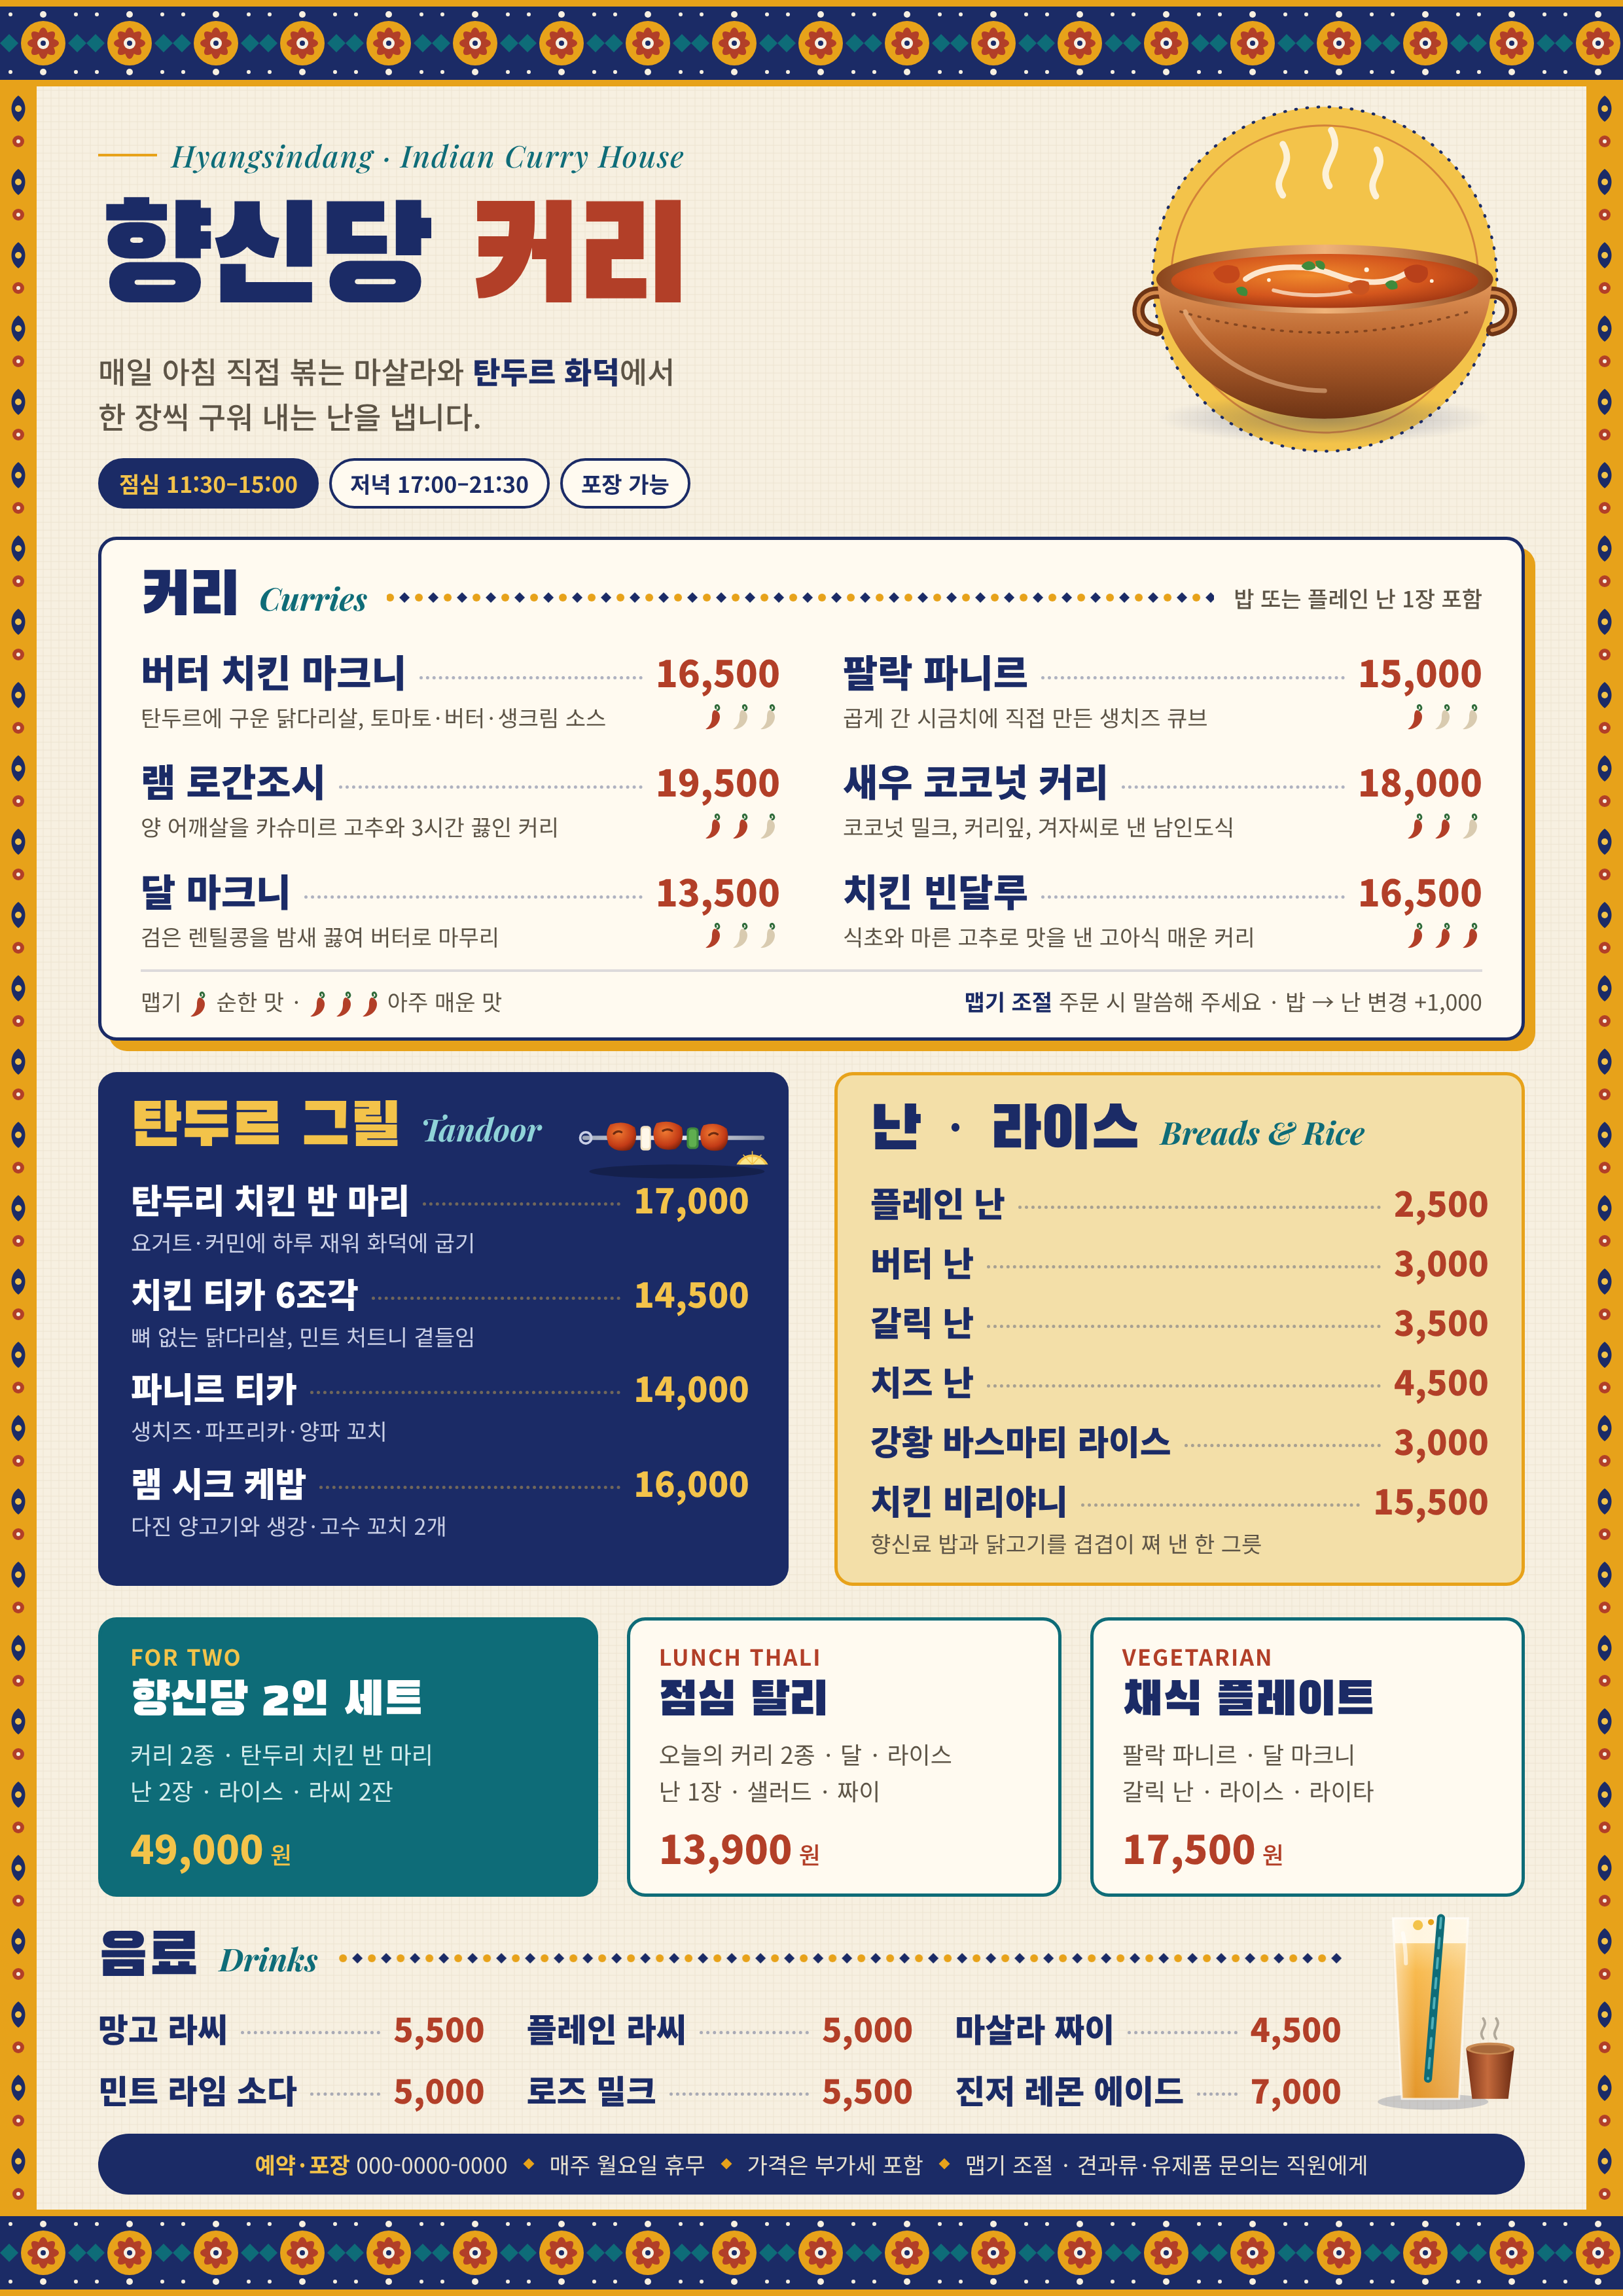 Hyangsindang · Indian Curry House
향신당 커리
매일 아침 직접 볶는 마살라와 탄두르 화덕에서
한 장씩 구워 내는 난을 냅니다.
점심 11:30–15:00 저녁 17:00–21:30 포장 가능
커리 Curries 밥 또는 플레인 난 1장 포함
버터 치킨 마크니 16,500
탄두르에 구운 닭다리살, 토마토·버터·생크림 소스
팔락 파니르 15,000
곱게 간 시금치에 직접 만든 생치즈 큐브
램 로간조시 19,500
양 어깨살을 카슈미르 고추와 3시간 끓인 커리
새우 코코넛 커리 18,000
코코넛 밀크, 커리잎, 겨자씨로 낸 남인도식
달 마크니 13,500
검은 렌틸콩을 밤새 끓여 버터로 마무리
치킨 빈달루 16,500
식초와 마른 고추로 맛을 낸 고아식 매운 커리
맵기 순한 맛 · 아주 매운 맛
맵기 조절 주문 시 말씀해 주세요 · 밥 → 난 변경 +1,000
탄두르 그릴 Tandoor
탄두리 치킨 반 마리 17,000
요거트·커민에 하루 재워 화덕에 굽기
치킨 티카 6조각 14,500
뼈 없는 닭다리살, 민트 처트니 곁들임
파니르 티카 14,000
생치즈·파프리카·양파 꼬치
램 시크 케밥 16,000
다진 양고기와 생강·고수 꼬치 2개
난 · 라이스 Breads & Rice
플레인 난 2,500
버터 난 3,000
갈릭 난 3,500
치즈 난 4,500
강황 바스마티 라이스 3,000
치킨 비리야니 15,500
향신료 밥과 닭고기를 겹겹이 쪄 낸 한 그릇
FOR TWO
향신당 2인 세트
커리 2종 · 탄두리 치킨 반 마리
난 2장 · 라이스 · 라씨 2잔
49,000 원
LUNCH THALI
점심 탈리
오늘의 커리 2종 · 달 · 라이스
난 1장 · 샐러드 · 짜이
13,900 원
VEGETARIAN
채식 플레이트
팔락 파니르 · 달 마크니
갈릭 난 · 라이스 · 라이타
17,500 원
음료 Drinks
망고 라씨 5,500 플레인 라씨 5,000 마살라 짜이 4,500
민트 라임 소다 5,000 로즈 밀크 5,500 진저 레몬 에이드 7,000
예약·포장 000-0000-0000 ◆ 매주 월요일 휴무 ◆ 가격은 부가세 포함 ◆ 맵기 조절 · 견과류·유제품 문의는 직원에게